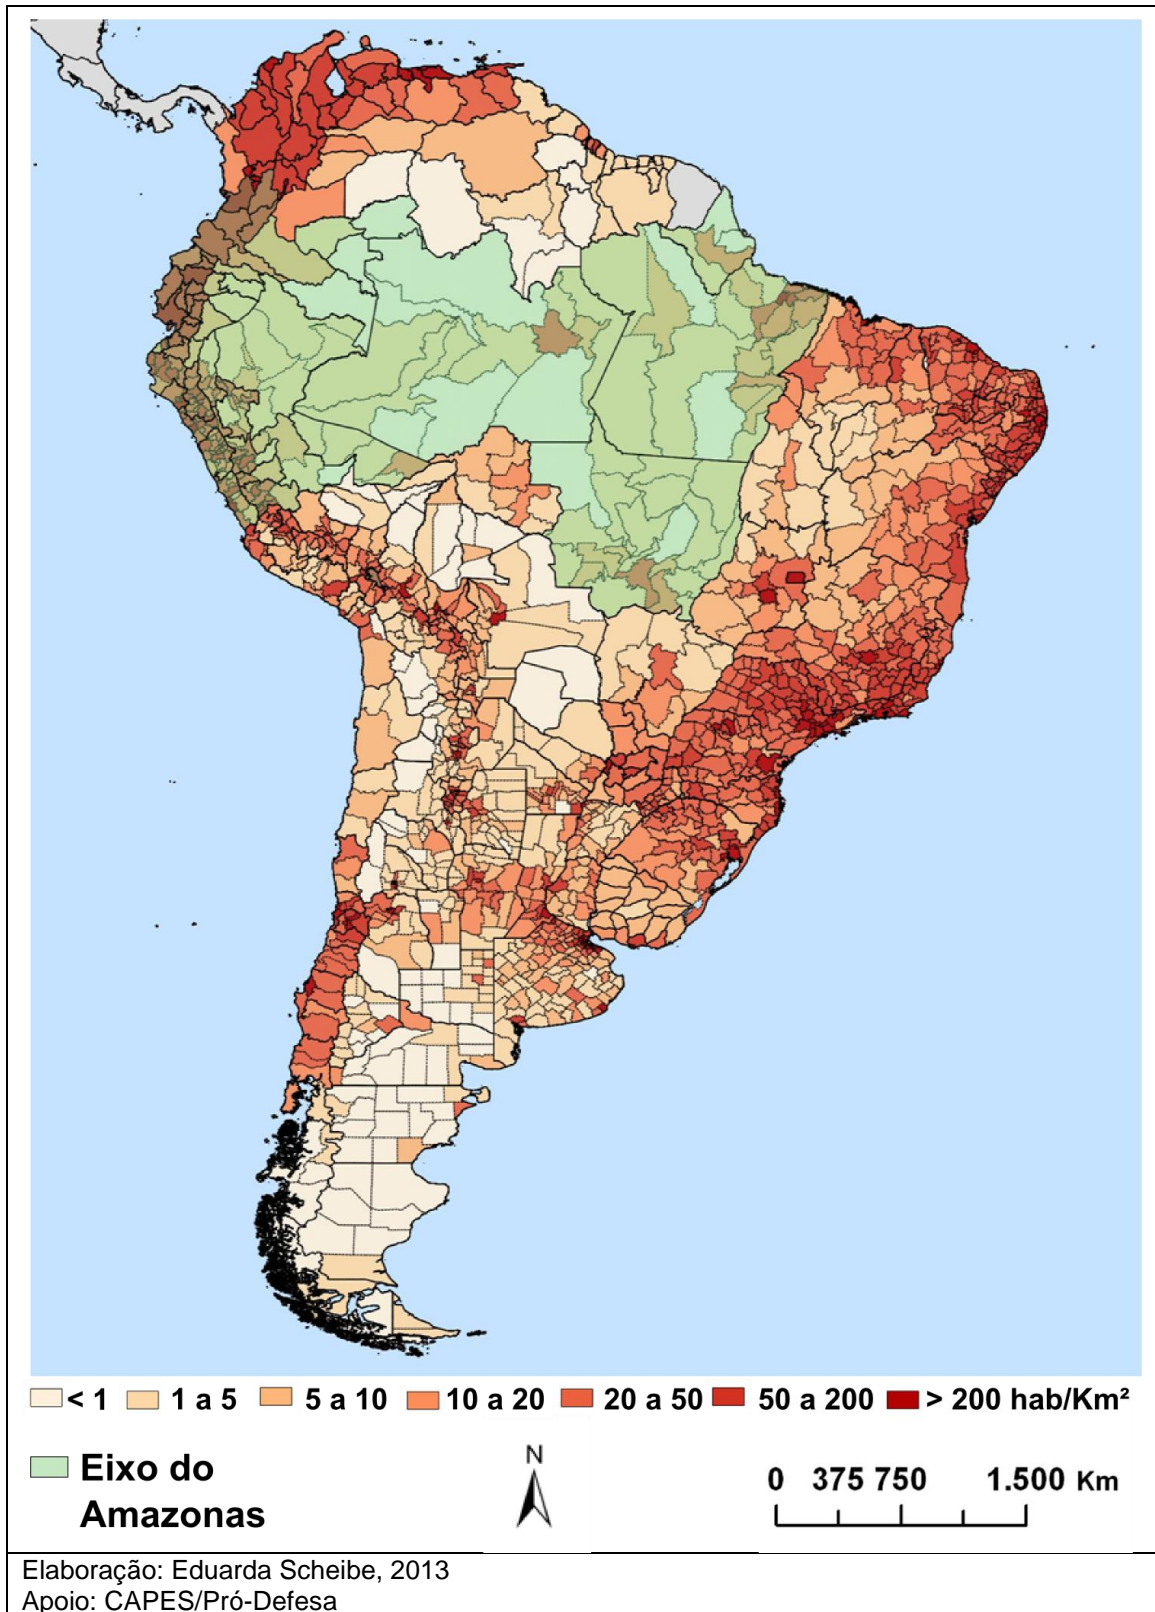 < 1 1 a 5 5 a 10 10 a 20 20 a 50 50 a 200 > 200 hab/Km²
Eixo do
Amazonas
N
0 375 750 1.500 Km
Elaboração: Eduarda Scheibe, 2013
Apoio: CAPES/Pró-Defesa